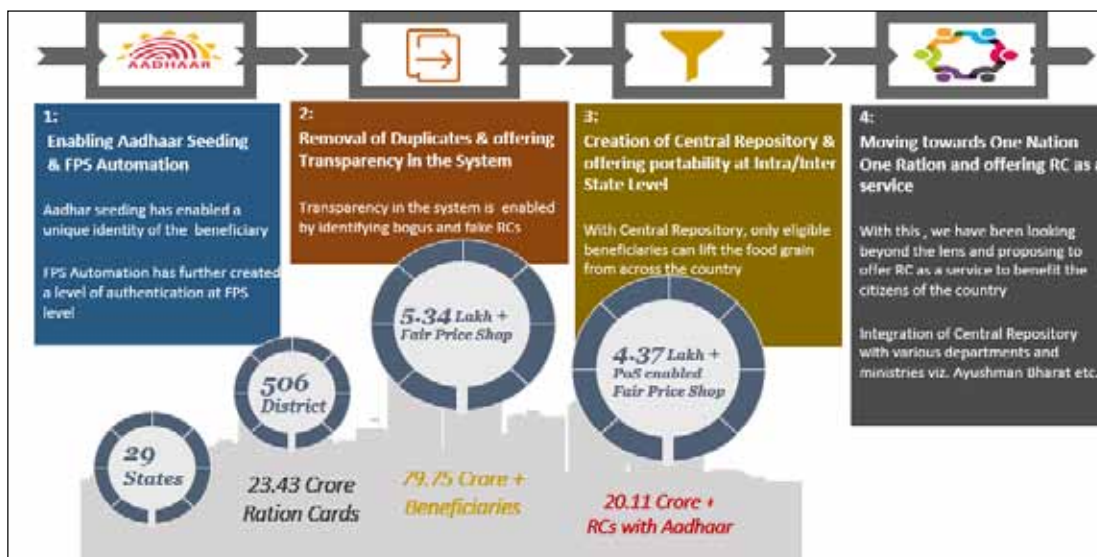 AADHAAR
1:
Enabling Aadhaar Seeding
& FPS Automation
Aadhar seeding has enabled a
unique identity of the beneficiary
FPS Automation has further created
a level of authentication at FPS
level
2:
Removal of Duplicates & offering
Transparency in the System
Transparency in the system is enabled
by identifying bogus and fake RCs
3:
Creation of Central Repository &
offering portability at Intra/Inter
State Level
With Central Repository, only eligible
beneficiaries can lift the food grain
from across the country
4:
Moving towards One Nation
One Ration and offering RC as a
service
With this , we have been looking
beyond the lens and proposing to
offer RC as a service to benefit the
citizens of the country
Integration of Central Repository
with various departments and
ministries viz. Ayushman Bharat etc.
29
States
506
District
5.34 Lakh +
Fair Price Shop
4.37 Lakh +
PoS enabled
Fair Price Shop
23.43 Crore
Ration Cards
79.75 Crore +
Beneficiaries
20.11 Crore +
RCs with Aadhaar